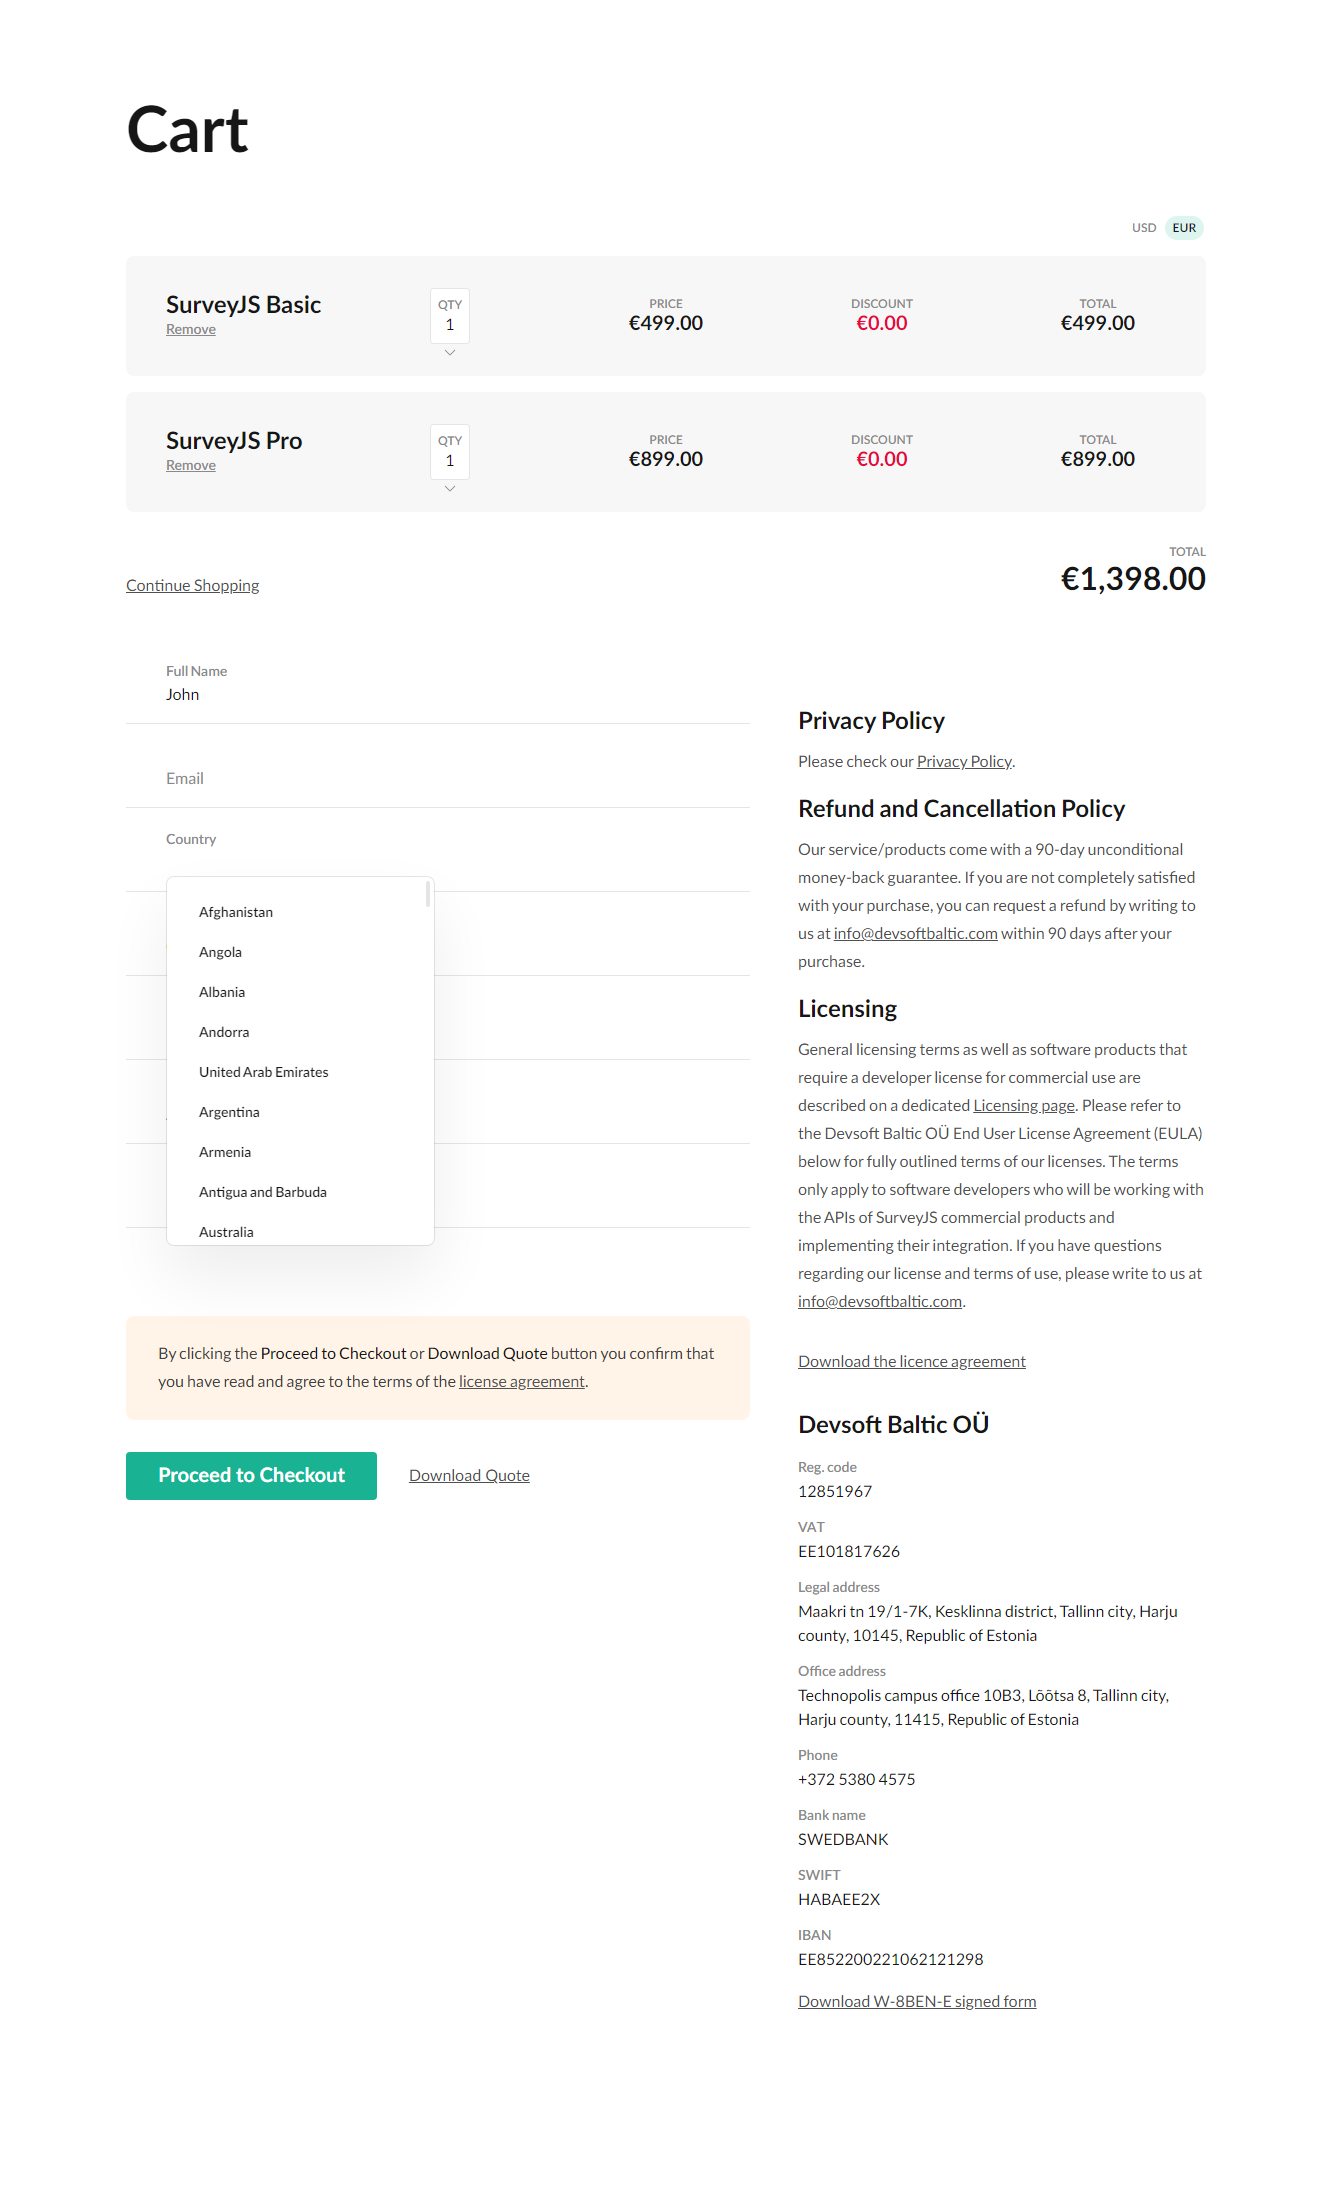 Cart
USD EUR
SurveyJS Basic
Remove
QTY
1
PRICE
€499.00
DISCOUNT
€0.00
TOTAL
€499.00
SurveyJS Pro
Remove
QTY
1
PRICE
€899.00
DISCOUNT
€0.00
TOTAL
€899.00
Continue Shopping
TOTAL
€1,398.00
Full Name
John
Email
Country
Afghanistan
Angola
Albania
Andorra
United Arab Emirates
Argentina
Armenia
Antigua and Barbuda
Australia
By clicking the Proceed to Checkout or Download Quote button you confirm that
you have read and agree to the terms of the license agreement.
Proceed to Checkout
Download Quote
Privacy Policy
Please check our Privacy Policy.
Refund and Cancellation Policy
Our service/products come with a 90-day unconditional
money-back guarantee. If you are not completely satisfied
with your purchase, you can request a refund by writing to
us at info@devsoftbaltic.com within 90 days after your
purchase.
Licensing
General licensing terms as well as software products that
require a developer license for commercial use are
described on a dedicated Licensing page. Please refer to
the Devsoft Baltic OÜ End User License Agreement (EULA)
below for fully outlined terms of our licenses. The terms
only apply to software developers who will be working with
the APIs of SurveyJS commercial products and
implementing their integration. If you have questions
regarding our license and terms of use, please write to us at
info@devsoftbaltic.com.
Download the licence agreement
Devsoft Baltic OÜ
Reg. code
12851967
VAT
EE101817626
Legal address
Maakri tn 19/1-7K, Kesklinna district, Tallinn city, Harju
county, 10145, Republic of Estonia
Office address
Technopolis campus office 10B3, Lõõtsa 8, Tallinn city,
Harju county, 11415, Republic of Estonia
Phone
+372 5380 4575
Bank name
SWEDBANK
SWIFT
HABAEE2X
IBAN
EE852200221062121298
Download W-8BEN-E signed form